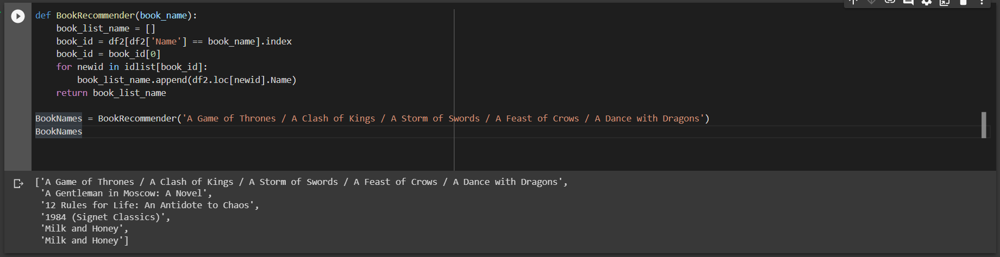 def BookRecommender(book_name):
    book_list_name = []
    book_id = df2[df2['Name'] == book_name].index
    book_id = book_id[0]
    for newid in idlist[book_id]:
        book_list_name.append(df2.loc[newid].Name)
    return book_list_name
BookNames = BookRecommender('A Game of Thrones / A Clash of Kings / A Storm of Swords / A Feast of Crows / A Dance with Dragons')
BookNames
['A Game of Thrones / A Clash of Kings / A Storm of Swords / A Feast of Crows / A Dance with Dragons',
 'A Gentleman in Moscow: A Novel',
 '12 Rules for Life: An Antidote to Chaos',
 '1984 (Signet Classics)',
 'Milk and Honey',
 'Milk and Honey']